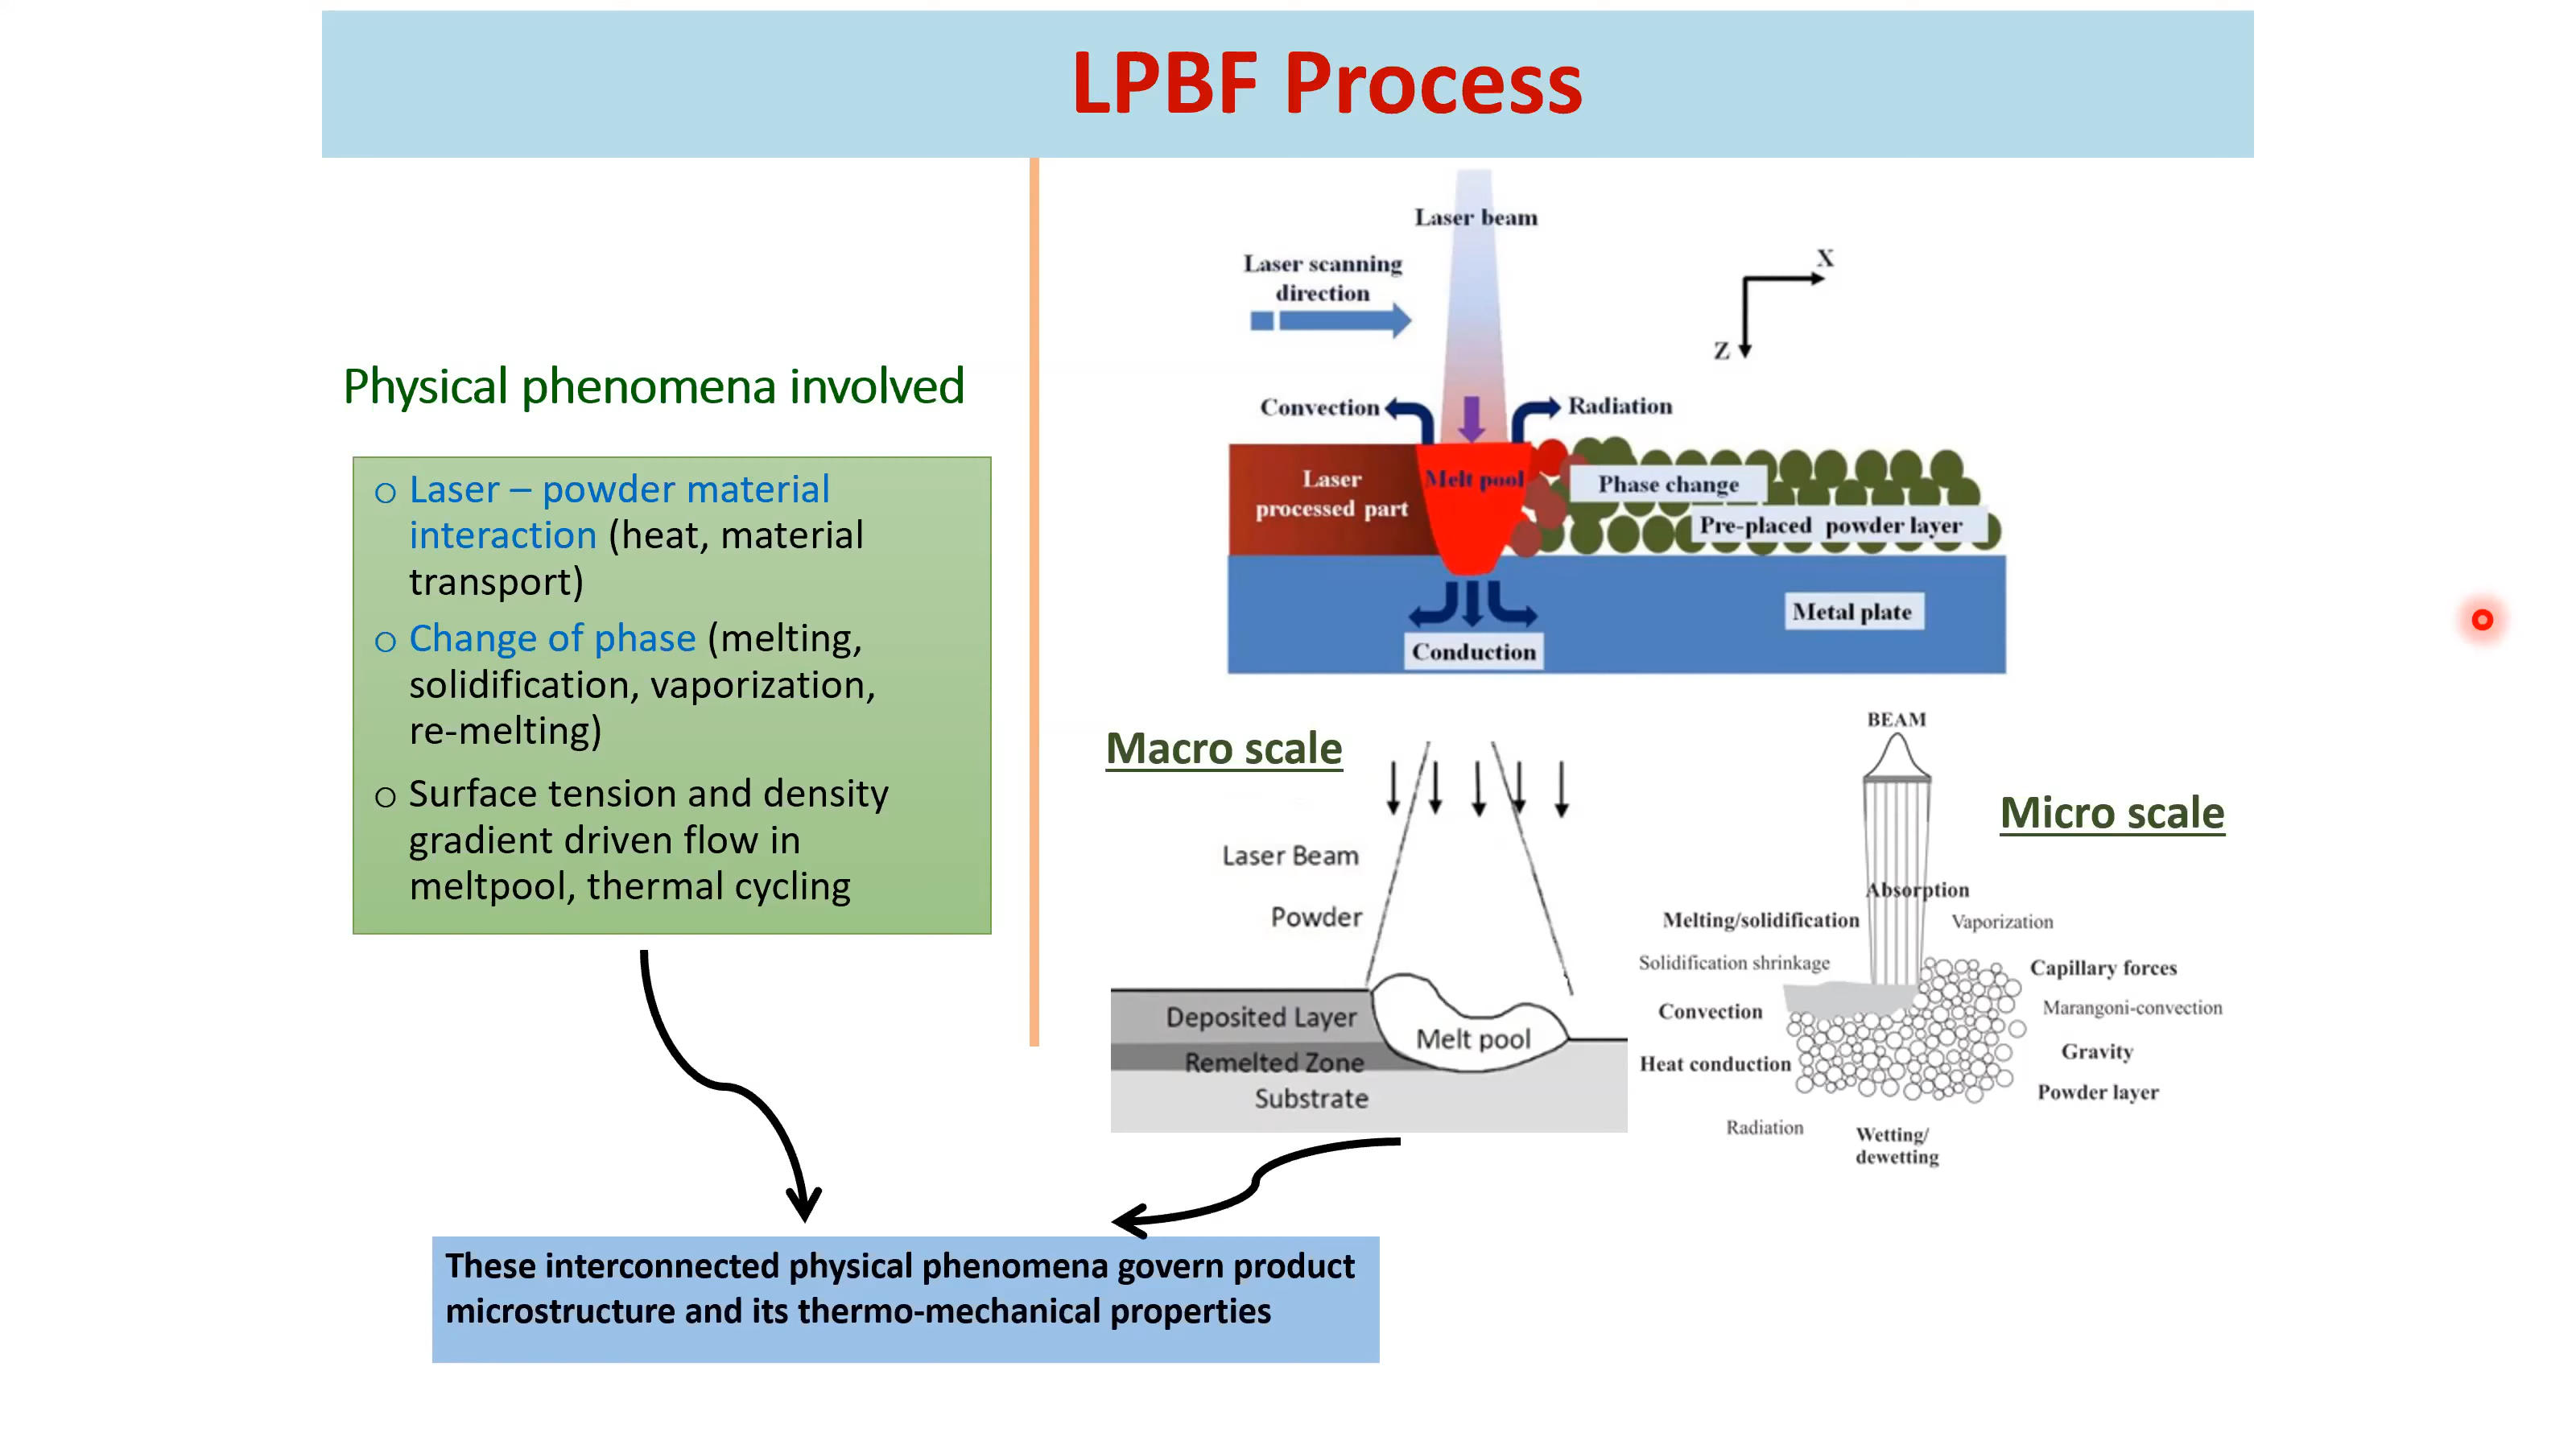 LPBF Process
Physical phenomena involved
o Laser – powder material
interaction (heat, material
transport)
o Change of phase (melting,
solidification, vaporization,
re-melting)
o Surface tension and density
gradient driven flow in
meltpool, thermal cycling
Laser beam
Laser scanning
direction
X
Z
Convection
Radiation
Laser
processed part
Melt pool
Phase change
Pre-placed powder layer
Metal plate
Conduction
Macro scale
Laser Beam
Powder
Deposited Layer
Melt pool
Remelted Zone
Substrate
Micro scale
BEAM
Absorption
Melting/solidification
Vaporization
Solidification shrinkage
Capillary forces
Convection
Marangoni-convection
Gravity
Heat conduction
Powder layer
Radiation
Wetting/
dewetting
These interconnected physical phenomena govern product
microstructure and its thermo-mechanical properties